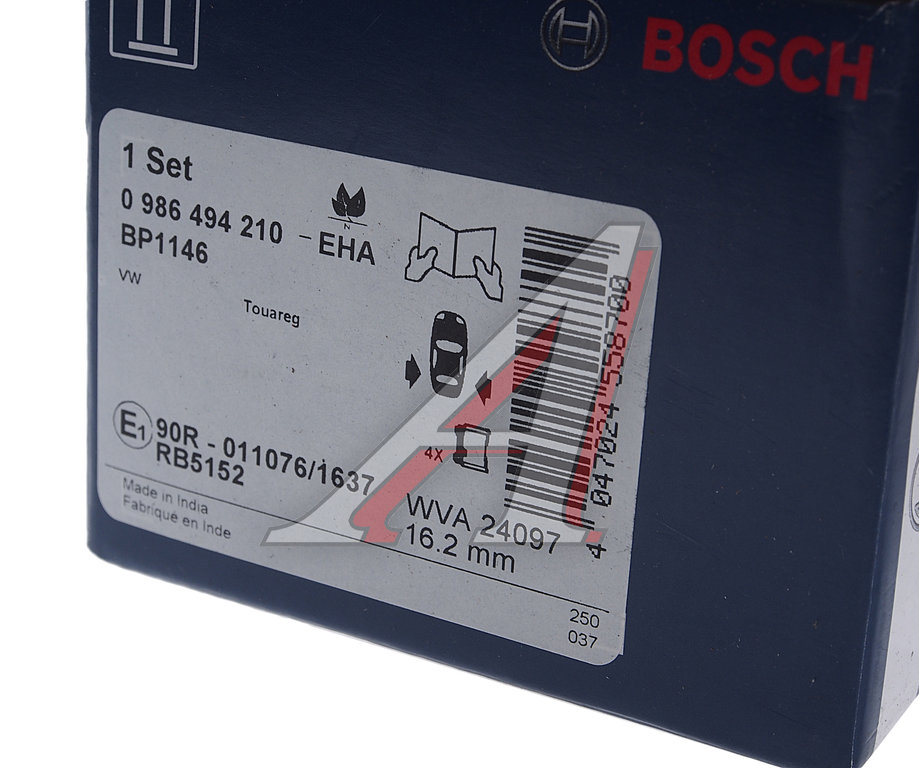 BOSCH
1 Set
0 986 494 210 - EHA
N
BP1146
VW
Touareg
E1 90R - 011076/1637
RB5152
4X
WVA 24097
16.2 mm
Made in India
Fabriqué en Inde
4 047024 558700
250
037